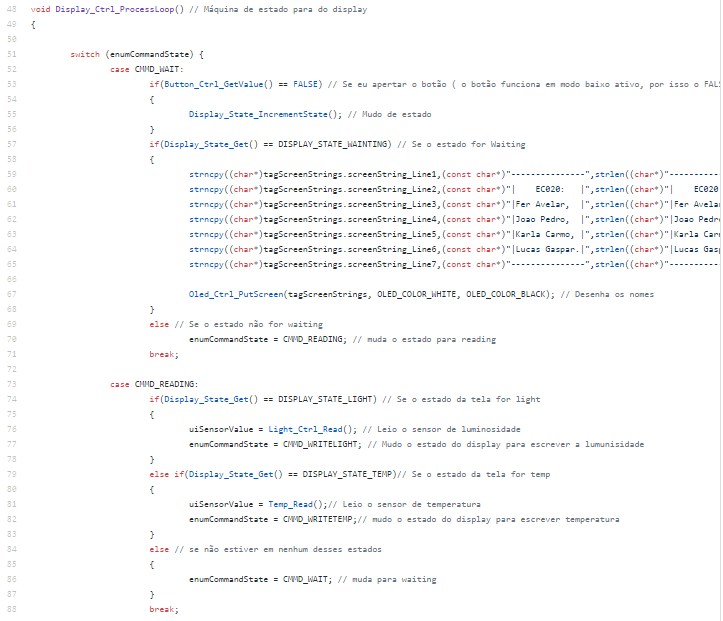 48 void Display_Ctrl_ProcessLoop() // Máquina de estado para do display
49 {
50
51 switch (enumCommandState) {
52 case CMMD_WAIT:
53 if(Button_Ctrl_GetValue() == FALSE) // Se eu apertar o botão ( o botão funciona em modo baixo ativo, por isso o FALS
54 {
55 Display_State_IncrementState(); // Mudo de estado
56 }
57 if(Display_State_Get() == DISPLAY_STATE_WAINTING) // Se o estado for Waiting
58 {
59 strncpy((char*)tagScreenStrings.screenString_Line1,(const char*)"---------------",strlen((char*)"----------
60 strncpy((char*)tagScreenStrings.screenString_Line2,(const char*)"|    EC020:   |",strlen((char*)"|    EC020
61 strncpy((char*)tagScreenStrings.screenString_Line3,(const char*)"|Fer Avelar,  |",strlen((char*)"|Fer Avela
62 strncpy((char*)tagScreenStrings.screenString_Line4,(const char*)"|Joao Pedro,  |",strlen((char*)"|Joao Pedr
63 strncpy((char*)tagScreenStrings.screenString_Line5,(const char*)"|Karla Carmo, |",strlen((char*)"|Karla Car
64 strncpy((char*)tagScreenStrings.screenString_Line6,(const char*)"|Lucas Gaspar.|",strlen((char*)"|Lucas Gas
65 strncpy((char*)tagScreenStrings.screenString_Line7,(const char*)"---------------",strlen((char*)"----------
66
67 Oled_Ctrl_PutScreen(tagScreenStrings, OLED_COLOR_WHITE, OLED_COLOR_BLACK); // Desenha os nomes
68 }
69 else // Se o estado não for waiting
70 enumCommandState = CMMD_READING; // muda o estado para reading
71 break;
72
73 case CMMD_READING:
74 if(Display_State_Get() == DISPLAY_STATE_LIGHT) // Se o estado da tela for light
75 {
76 uiSensorValue = Light_Ctrl_Read(); // Leio o sensor de luminosidade
77 enumCommandState = CMMD_WRITELIGHT; // Mudo o estado do display para escrever a lumunisidade
78 }
79 else if(Display_State_Get() == DISPLAY_STATE_TEMP)// Se o estado da tela for temp
80 {
81 uiSensorValue = Temp_Read();// Leio o sensor de temperatura
82 enumCommandState = CMMD_WRITETEMP;// mudo o estado do display para escrever temperatura
83 }
84 else // se não estiver em nenhum desses estados
85 {
86 enumCommandState = CMMD_WAIT; // muda para waiting
87 }
88 break;